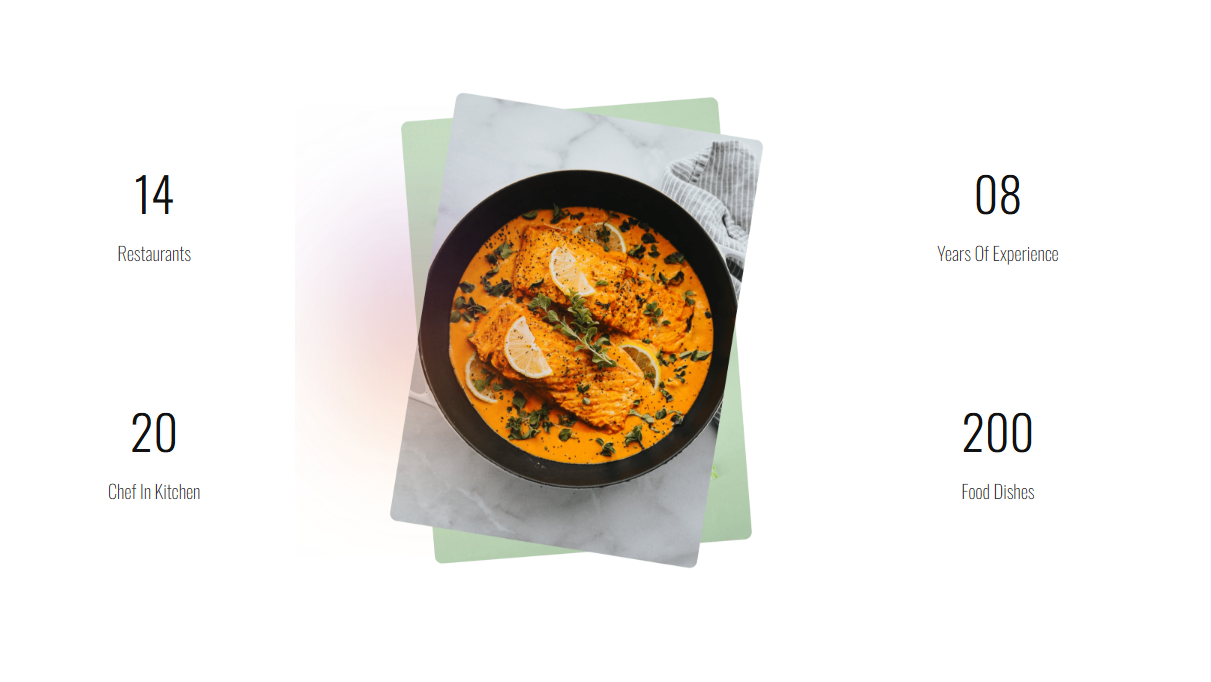 14
Restaurants
08
Years Of Experience
20
Chef In Kitchen
200
Food Dishes